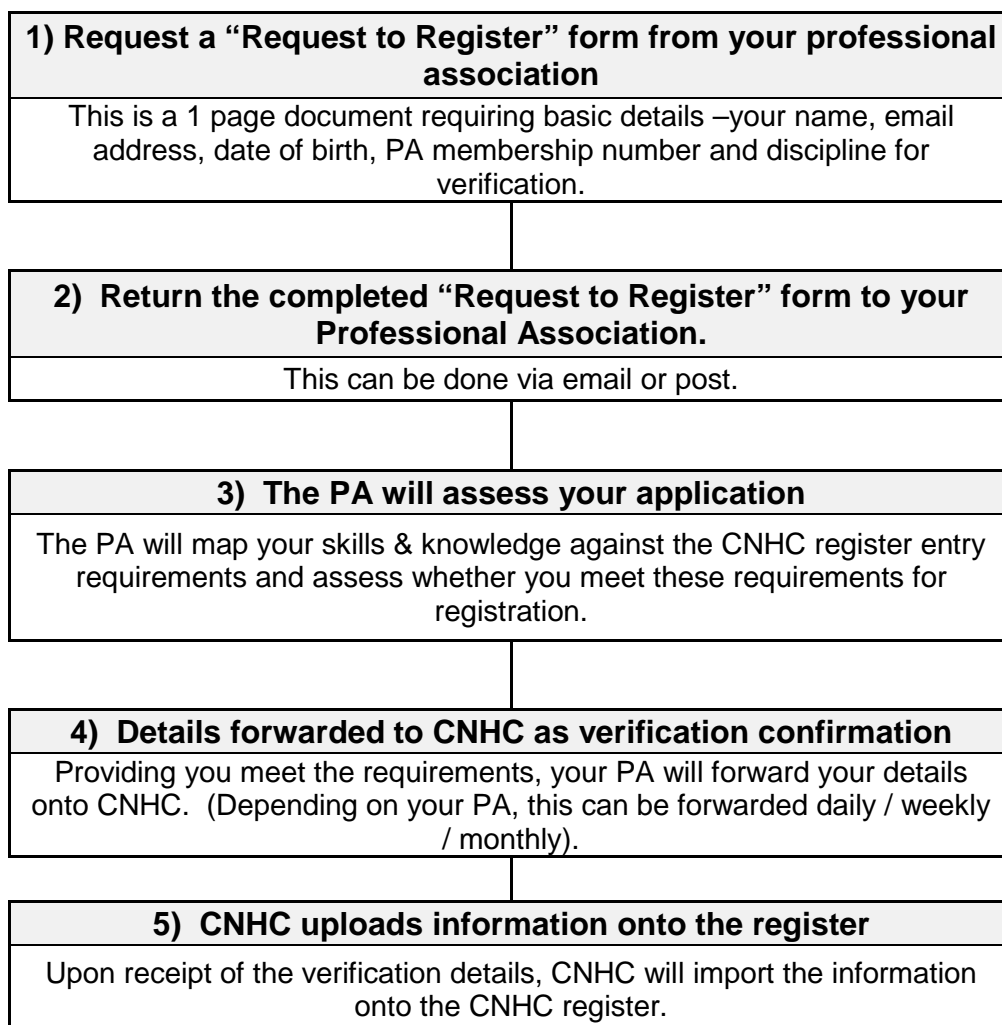 1) Request a “Request to Register” form from your professional
association
This is a 1 page document requiring basic details –your name, email
address, date of birth, PA membership number and discipline for
verification.
2)  Return the completed “Request to Register” form to your
Professional Association.
This can be done via email or post.
3)  The PA will assess your application
The PA will map your skills & knowledge against the CNHC register entry
requirements and assess whether you meet these requirements for
registration.
4)  Details forwarded to CNHC as verification confirmation
Providing you meet the requirements, your PA will forward your details
onto CNHC.  (Depending on your PA, this can be forwarded daily / weekly
/ monthly).
5)  CNHC uploads information onto the register
Upon receipt of the verification details, CNHC will import the information
onto the CNHC register.